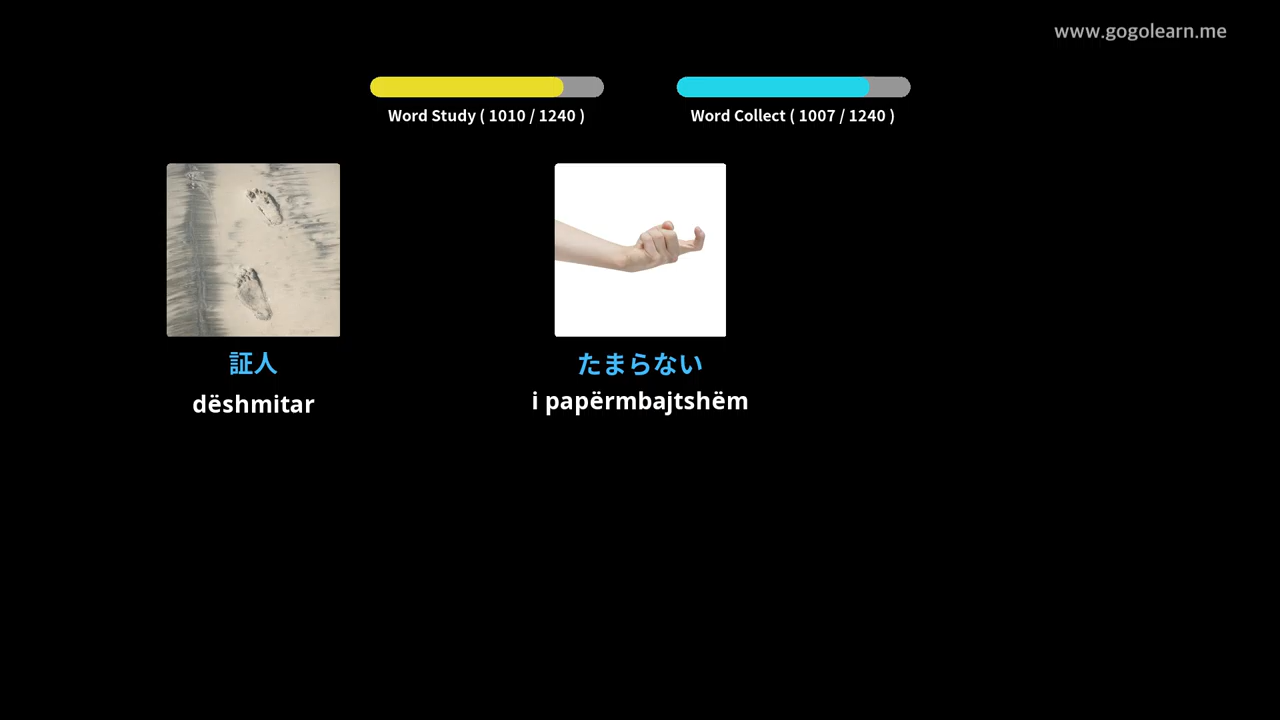 www.gogolearn.me
Word Study ( 1010 / 1240 )
Word Collect ( 1007 / 1240 )
証人
dëshmitar
たまらない
i papërmbajtshëm